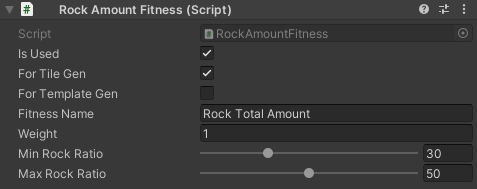 # Rock Amount Fitness (Script)
Script RockAmountFitness
Is Used
For Tile Gen
For Template Gen
Fitness Name Rock Total Amount
Weight 1
Min Rock Ratio 30
Max Rock Ratio 50